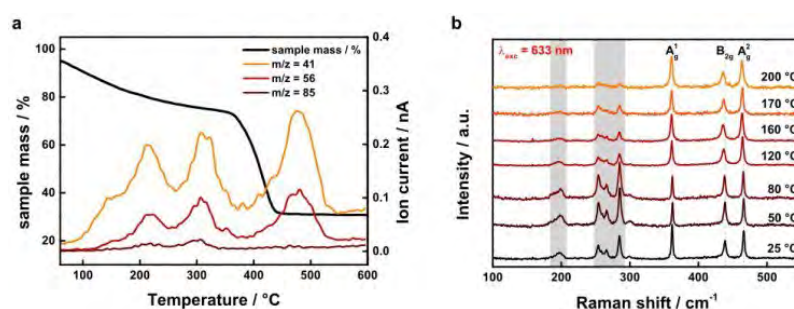 a
sample mass / %
100
80
60
40
20
100
200
300
400
500
600
Temperature / °C
0.4
0.3
0.2
0.1
0.0
Ion current / nA
sample mass / %
m/z = 41
m/z = 56
m/z = 85
b
Intensity / a.u.
λexc = 633 nm
A¹g
B2g
A²g
200 °C
170 °C
160 °C
120 °C
80 °C
50 °C
25 °C
100
200
300
400
500
Raman shift / cm⁻¹